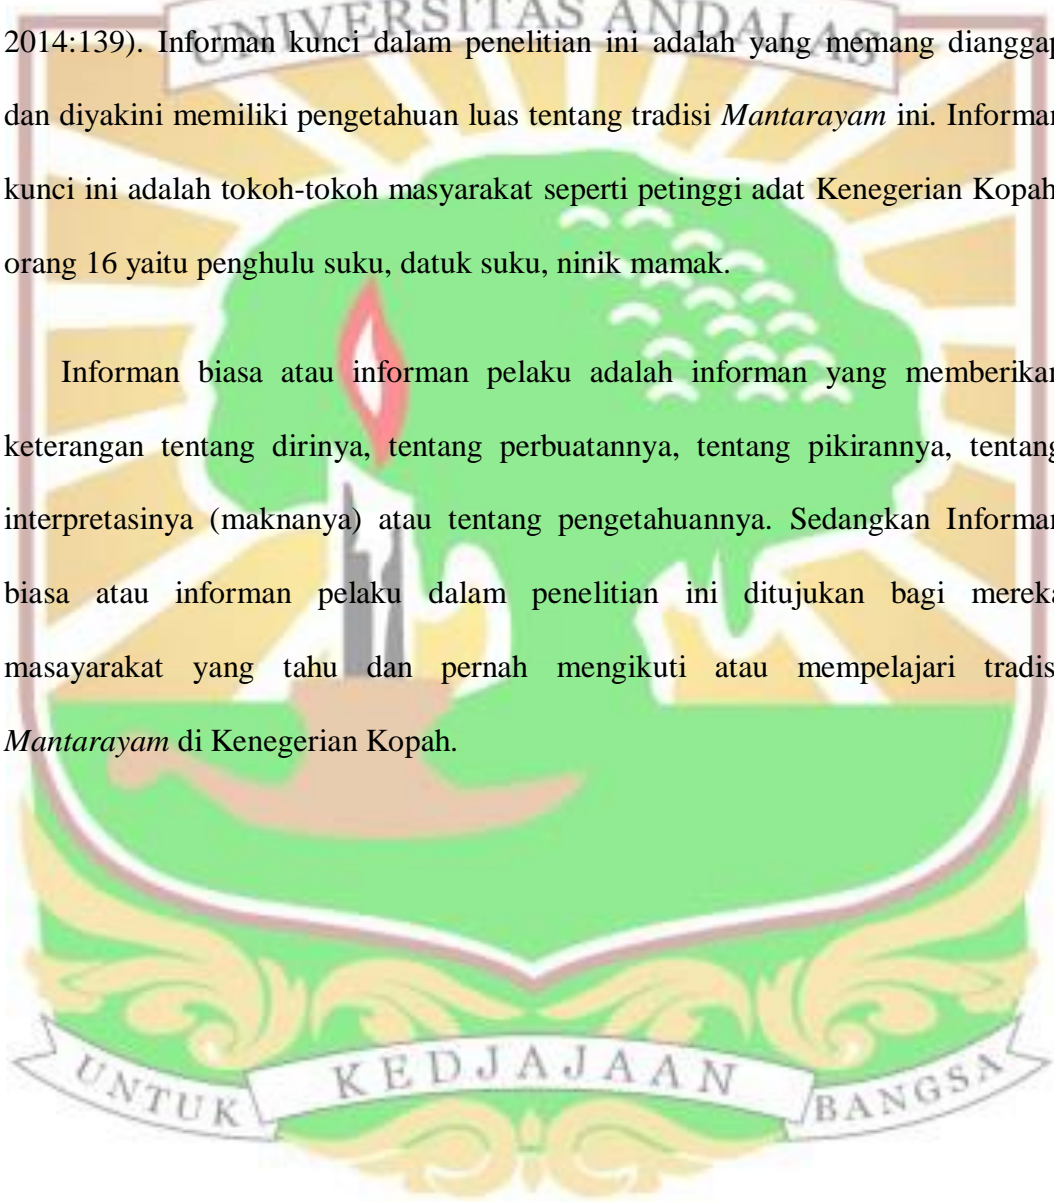 UNIVERSITAS ANDALAS
2014:139). Informan kunci dalam penelitian ini adalah yang memang dianggap
dan diyakini memiliki pengetahuan luas tentang tradisi Mantarayam ini. Informan
kunci ini adalah tokoh-tokoh masyarakat seperti petinggi adat Kenegerian Kopah
orang 16 yaitu penghulu suku, datuk suku, ninik mamak.
Informan biasa atau informan pelaku adalah informan yang memberikan
keterangan tentang dirinya, tentang perbuatannya, tentang pikirannya, tentang
interpretasinya (maknanya) atau tentang pengetahuannya. Sedangkan Informan
biasa atau informan pelaku dalam penelitian ini ditujukan bagi mereka
masayarakat yang tahu dan pernah mengikuti atau mempelajari tradisi
Mantarayam di Kenegerian Kopah.
UNTUK KEDJAJAAN BANGSA